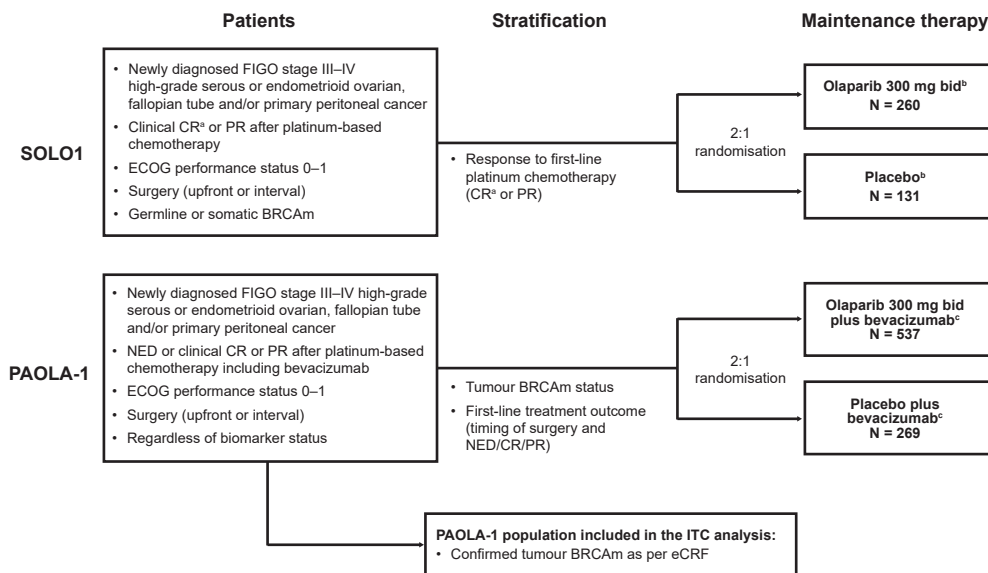 Patients
Stratification
Maintenance therapy
SOLO1
• Newly diagnosed FIGO stage III–IV
high-grade serous or endometrioid ovarian,
fallopian tube and/or primary peritoneal cancer
• Clinical CRᵃ or PR after platinum-based
chemotherapy
• ECOG performance status 0–1
• Surgery (upfront or interval)
• Germline or somatic BRCAm
• Response to first-line
platinum chemotherapy
(CRᵃ or PR)
2:1
randomisation
Olaparib 300 mg bidᵇ
N = 260
Placeboᵇ
N = 131
PAOLA-1
• Newly diagnosed FIGO stage III–IV high-grade
serous or endometrioid ovarian, fallopian tube
and/or primary peritoneal cancer
• NED or clinical CR or PR after platinum-based
chemotherapy including bevacizumab
• ECOG performance status 0–1
• Surgery (upfront or interval)
• Regardless of biomarker status
• Tumour BRCAm status
• First-line treatment outcome
(timing of surgery and
NED/CR/PR)
2:1
randomisation
Olaparib 300 mg bid
plus bevacizumabᶜ
N = 537
Placebo plus
bevacizumabᶜ
N = 269
PAOLA-1 population included in the ITC analysis:
• Confirmed tumour BRCAm as per eCRF